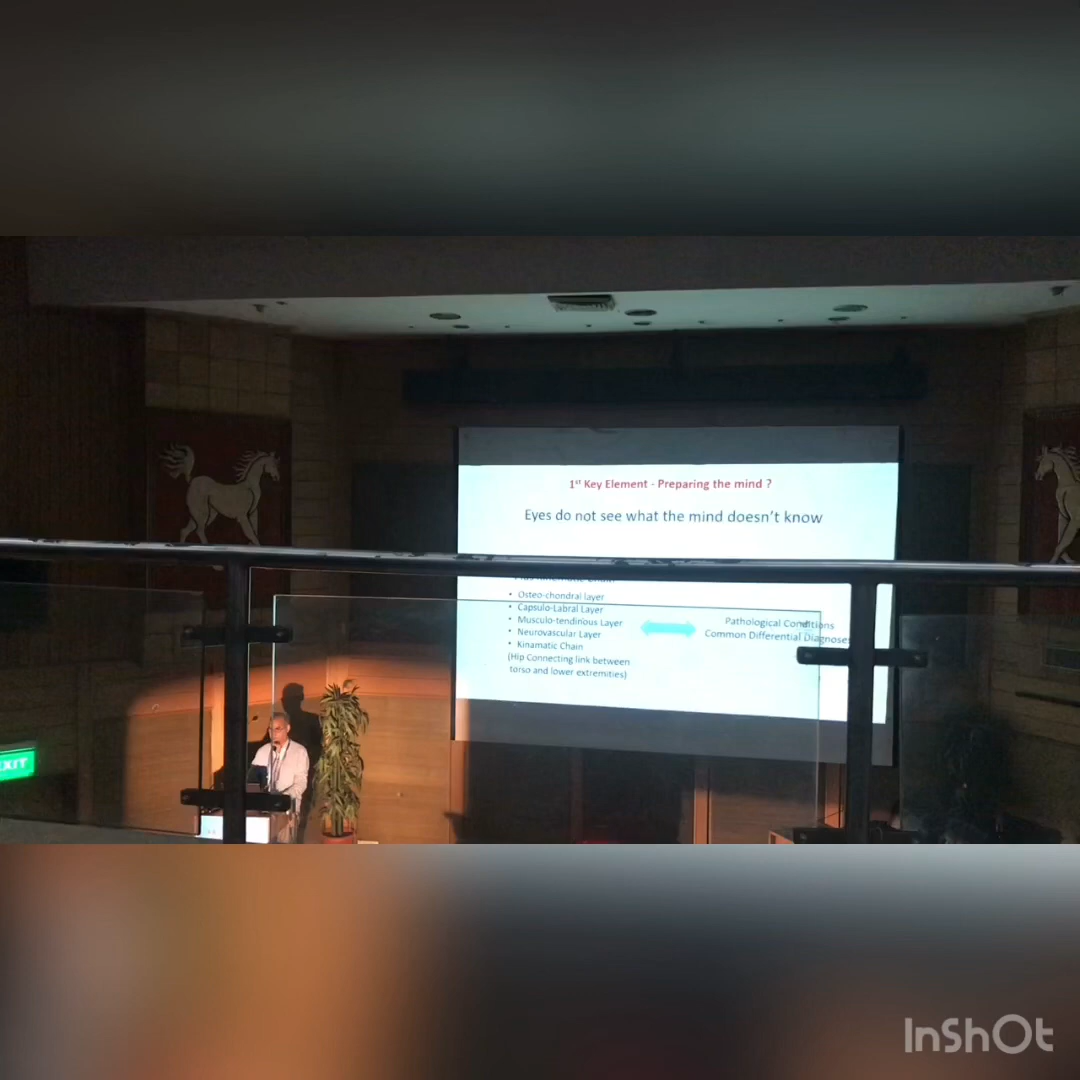 1st Key Element - Preparing the mind ?
Eyes do not see what the mind doesn't know
• Osteo-chondral layer
• Capsulo-Labral Layer
• Musculo-tendinous Layer
• Neurovascular Layer
• Kinamatic Chain
(Hip Connecting link between
torso and lower extremities)
Pathological Conditions
Common Differential Diagnoses
EXIT
InShOt